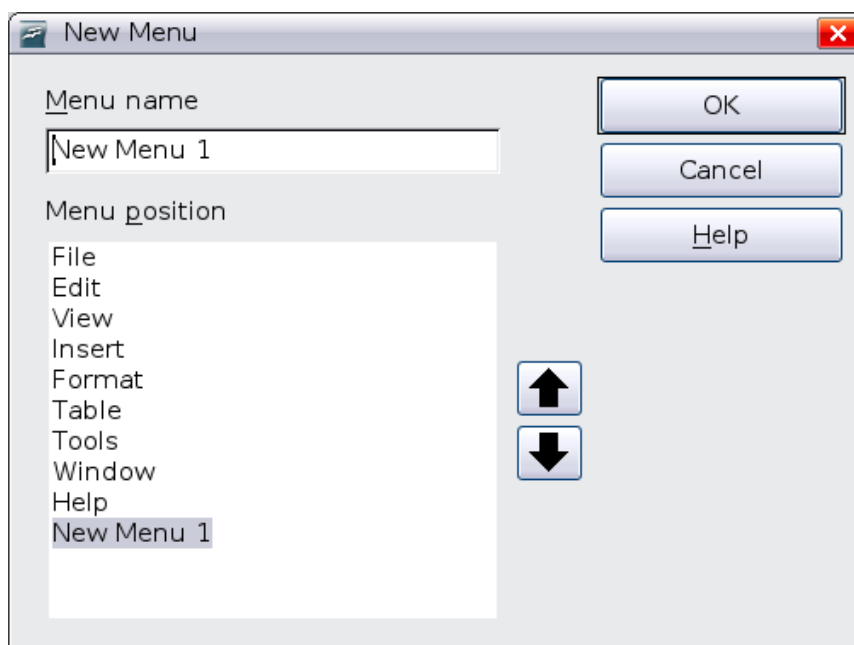 New Menu
Menu name
New Menu 1
Menu position
File
Edit
View
Insert
Format
Table
Tools
Window
Help
New Menu 1
OK
Cancel
Help